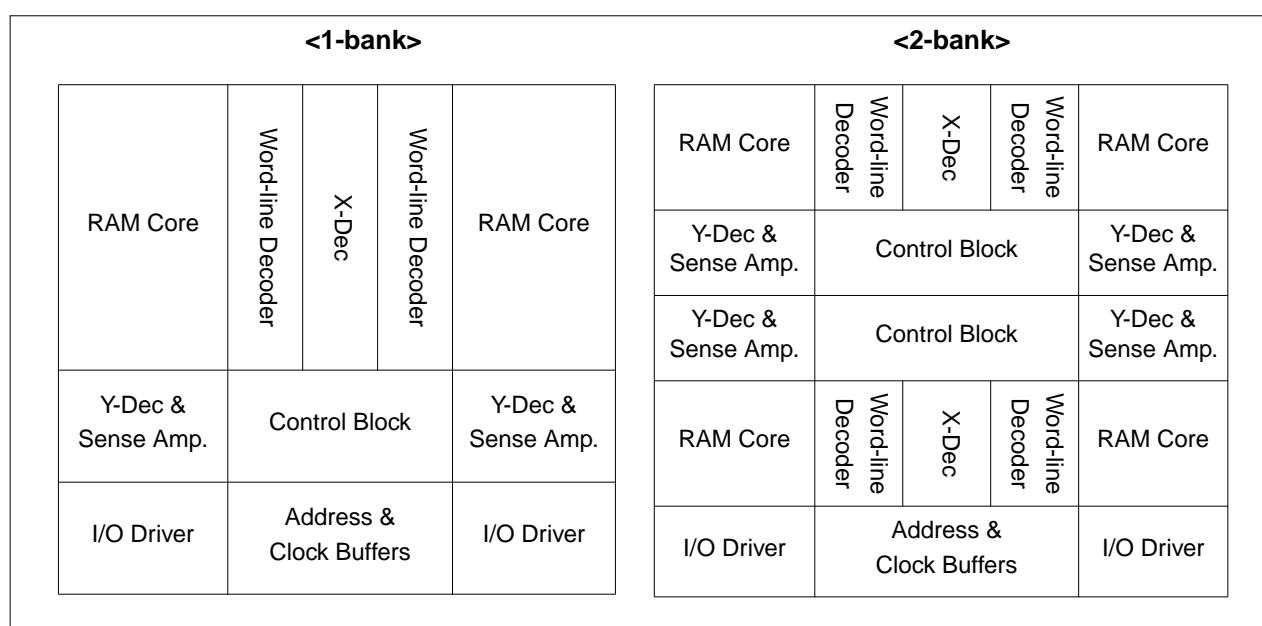 <1-bank>
RAM Core
Word-line Decoder
X-Dec
Word-line Decoder
RAM Core
Y-Dec &
Sense Amp.
Control Block
Y-Dec &
Sense Amp.
I/O Driver
Address &
Clock Buffers
I/O Driver
<2-bank>
RAM Core
Word-line
Decoder
X-Dec
Word-line
Decoder
RAM Core
Y-Dec &
Sense Amp.
Control Block
Y-Dec &
Sense Amp.
Y-Dec &
Sense Amp.
Control Block
Y-Dec &
Sense Amp.
RAM Core
Word-line
Decoder
X-Dec
Word-line
Decoder
RAM Core
I/O Driver
Address &
Clock Buffers
I/O Driver